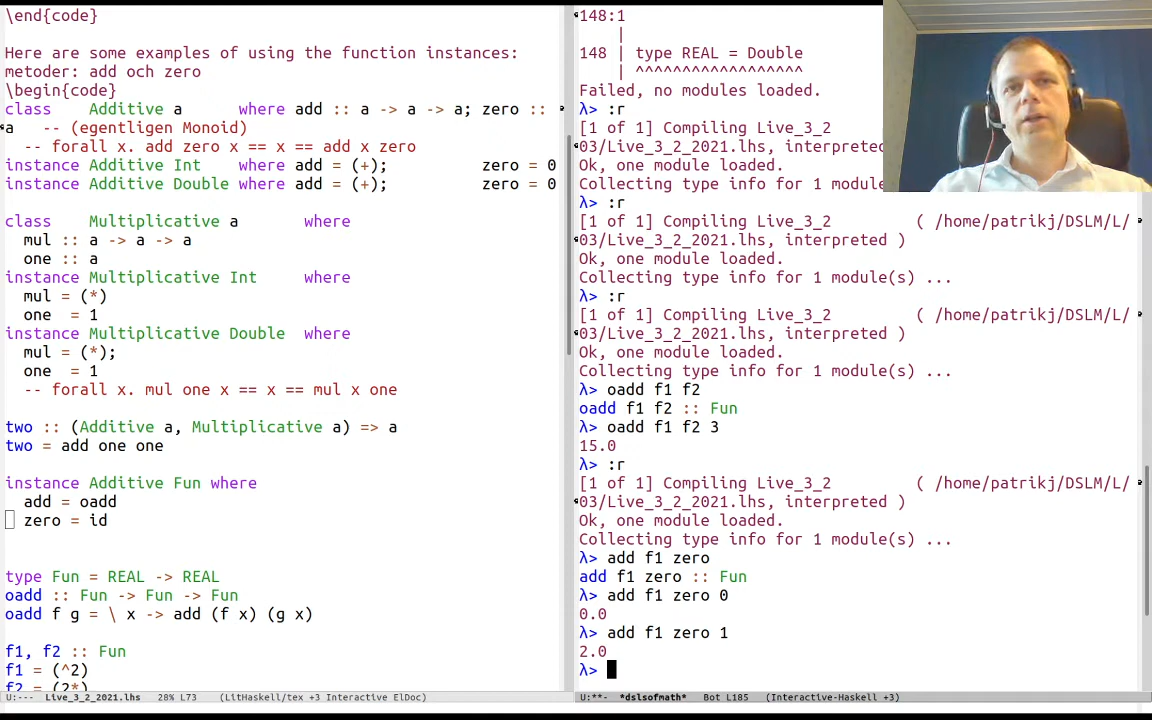 \end{code}
Here are some examples of using the function instances:
metoder: add och zero
\begin{code}
class    Additive a      where add :: a -> a -> a; zero ::
a   -- (egentligen Monoid)
  -- forall x. add zero x == x == add x zero
instance Additive Int    where add = (+);          zero = 0
instance Additive Double where add = (+);          zero = 0
class    Multiplicative a       where
  mul :: a -> a -> a
  one :: a
instance Multiplicative Int     where
  mul = (*)
  one  = 1
instance Multiplicative Double  where
  mul = (*);
  one  = 1
  -- forall x. mul one x == x == mul x one
two :: (Additive a, Multiplicative a) => a
two = add one one
instance Additive Fun where
  add = oadd
  zero = id
type Fun = REAL -> REAL
oadd :: Fun -> Fun -> Fun
oadd f g = \ x -> add (f x) (g x)
f1, f2 :: Fun
f1 = (^2)
f2 = (2*)
U:---  Live_3_2_2021.lhs   28% L73    (LitHaskell/tex +3 Interactive ElDoc)
148:1
    |
148 | type REAL = Double
    | ^^^^^^^^^^^^^^^^^^
Failed, no modules loaded.
λ> :r
[1 of 1] Compiling Live_3_2
03/Live_3_2_2021.lhs, interpreted
Ok, one module loaded.
Collecting type info for 1 module
λ> :r
[1 of 1] Compiling Live_3_2         ( /home/patrikj/DSLM/L/
03/Live_3_2_2021.lhs, interpreted )
Ok, one module loaded.
Collecting type info for 1 module(s) ...
λ> :r
[1 of 1] Compiling Live_3_2         ( /home/patrikj/DSLM/L/
03/Live_3_2_2021.lhs, interpreted )
Ok, one module loaded.
Collecting type info for 1 module(s) ...
λ> oadd f1 f2
oadd f1 f2 :: Fun
λ> oadd f1 f2 3
15.0
λ> :r
[1 of 1] Compiling Live_3_2         ( /home/patrikj/DSLM/L/
03/Live_3_2_2021.lhs, interpreted )
Ok, one module loaded.
Collecting type info for 1 module(s) ...
λ> add f1 zero
add f1 zero :: Fun
λ> add f1 zero 0
0.0
λ> add f1 zero 1
2.0
λ>
U:**-  *dslsofmath*   Bot L185   (Interactive-Haskell +3)